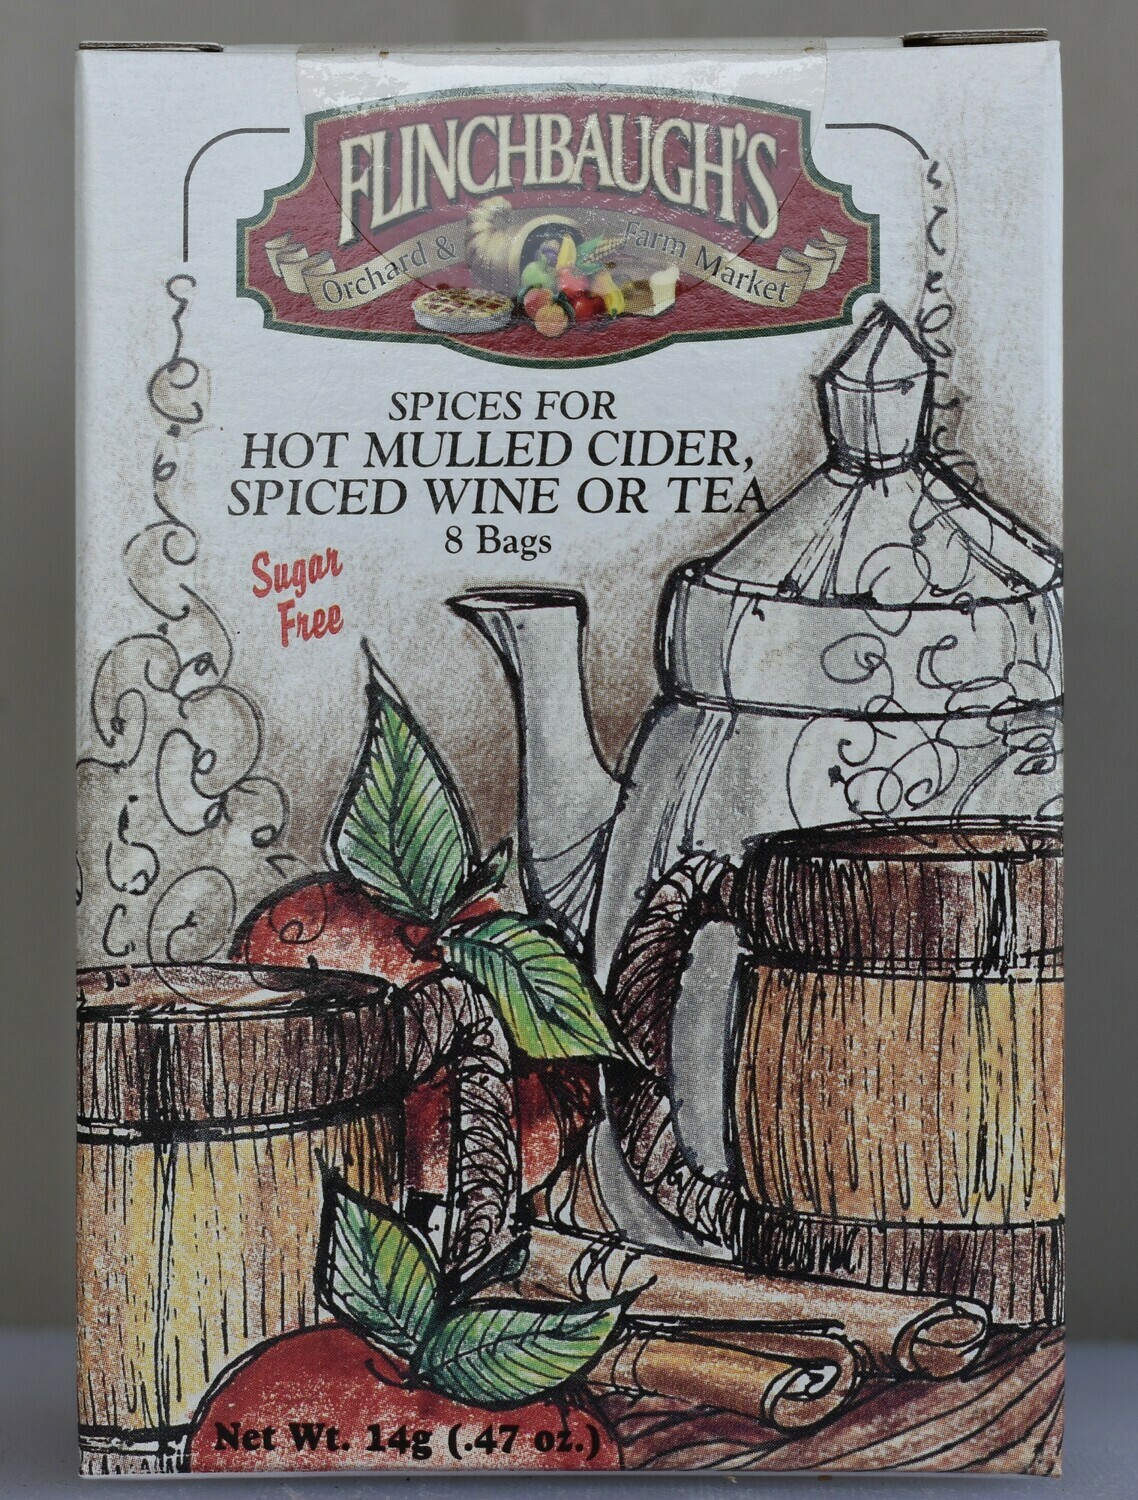 FLINCHBAUGH'S
Orchard & Farm Market
SPICES FOR
HOT MULLED CIDER,
SPICED WINE OR TEA
8 Bags
Sugar
Free
Net Wt. 14g (.47 oz.)